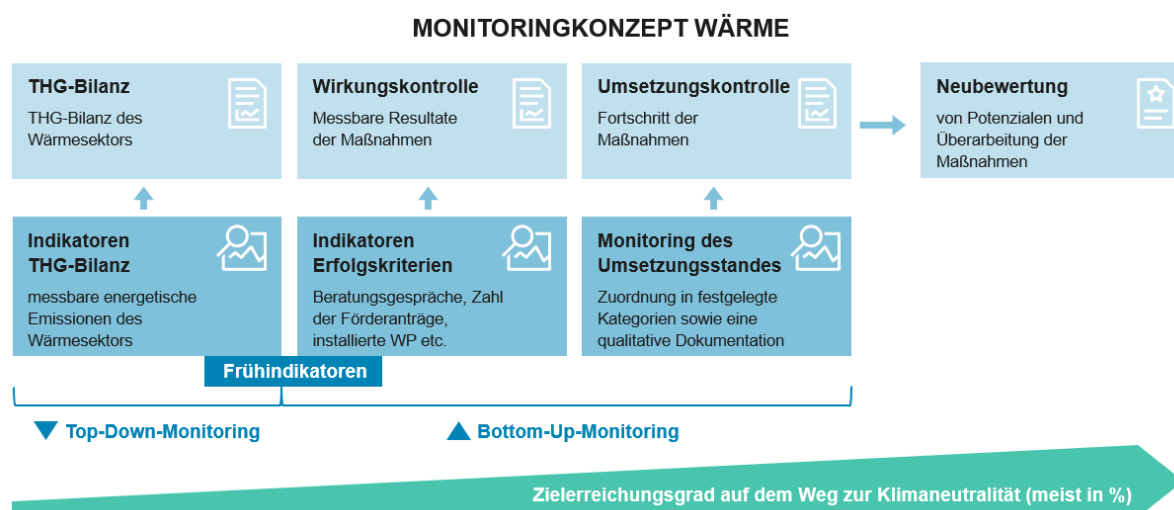 MONITORINGKONZEPT WÄRME
THG-Bilanz
THG-Bilanz des
Wärmesektors
Wirkungskontrolle
Messbare Resultate
der Maßnahmen
Umsetzungskontrolle
Fortschritt der
Maßnahmen
Neubewertung
von Potenzialen und
Überarbeitung der
Maßnahmen
Indikatoren
THG-Bilanz
messbare energetische
Emissionen des
Wärmesektors
Indikatoren
Erfolgskriterien
Beratungsgespräche, Zahl
der Förderanträge,
installierte WP etc.
Monitoring des
Umsetzungsstandes
Zuordnung in festgelegte
Kategorien sowie eine
qualitative Dokumentation
Frühindikatoren
Top-Down-Monitoring
Bottom-Up-Monitoring
Zielerreichungsgrad auf dem Weg zur Klimaneutralität (meist in %)